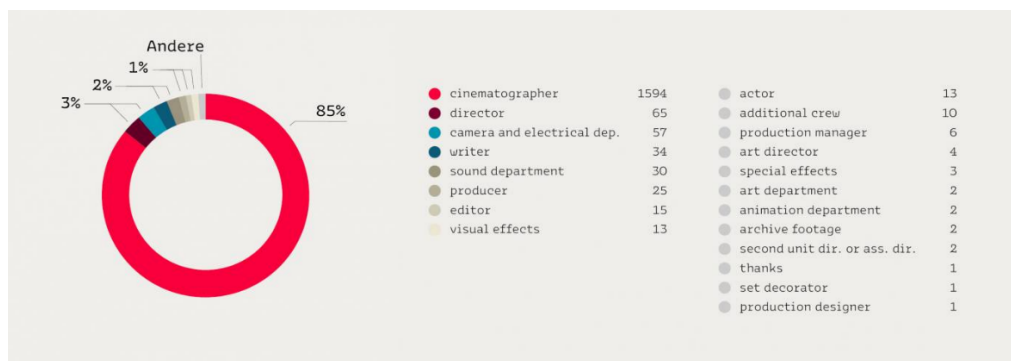 Andere
1%
2%
3%
85%
cinematographer 1594
director 65
camera and electrical dep. 57
writer 34
sound department 30
producer 25
editor 15
visual effects 13
actor 13
additional crew 10
production manager 6
art director 4
special effects 3
art department 2
animation department 2
archive footage 2
second unit dir. or ass. dir. 2
thanks 1
set decorator 1
production designer 1